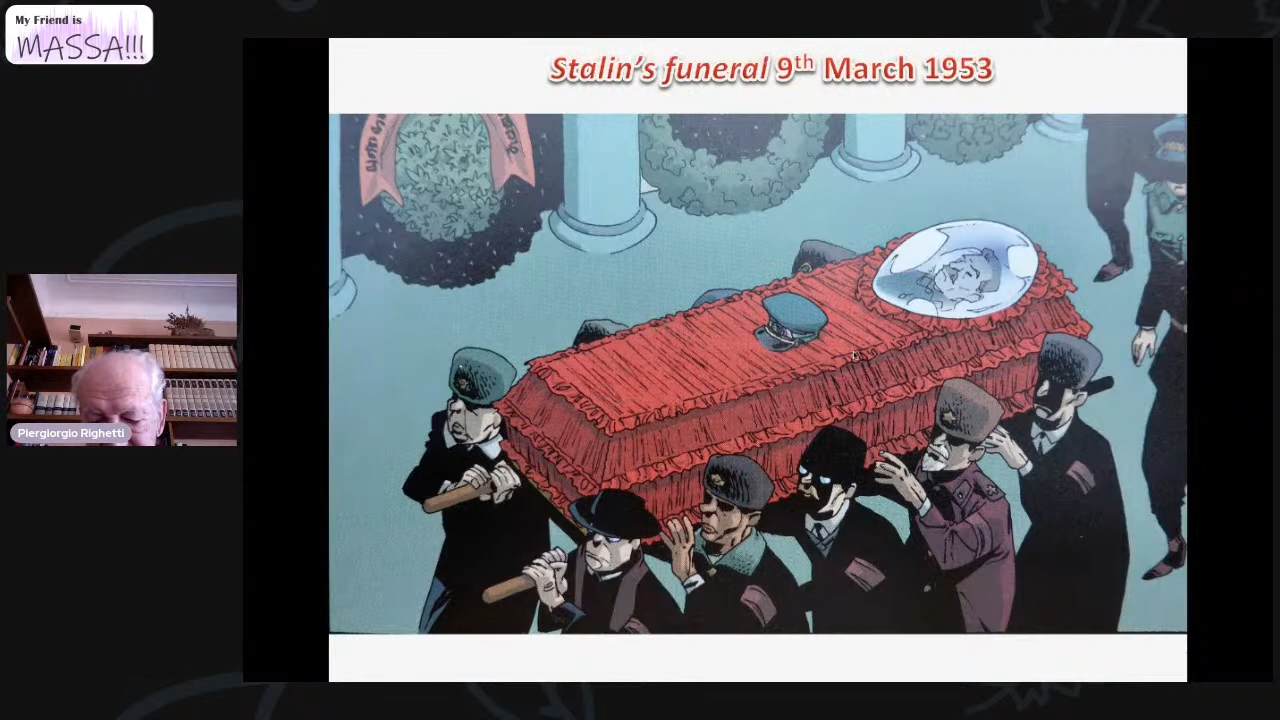 My Friend is
MASSA!!!
Stalin's funeral 9th March 1953
Piergiorgio Righetti